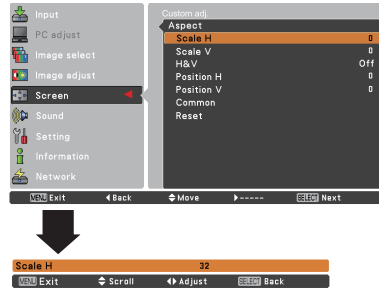 Input
PC adjust
Image select
Image adjust
Screen
Sound
Setting
Information
Network
Custom adj.
Aspect
Scale H 0
Scale V 0
H&V Off
Position H 0
Position V 0
Common
Reset
MENU Exit Back Move ----- SELECT Next
Scale H 32
MENU Exit Scroll Adjust SELECT Back